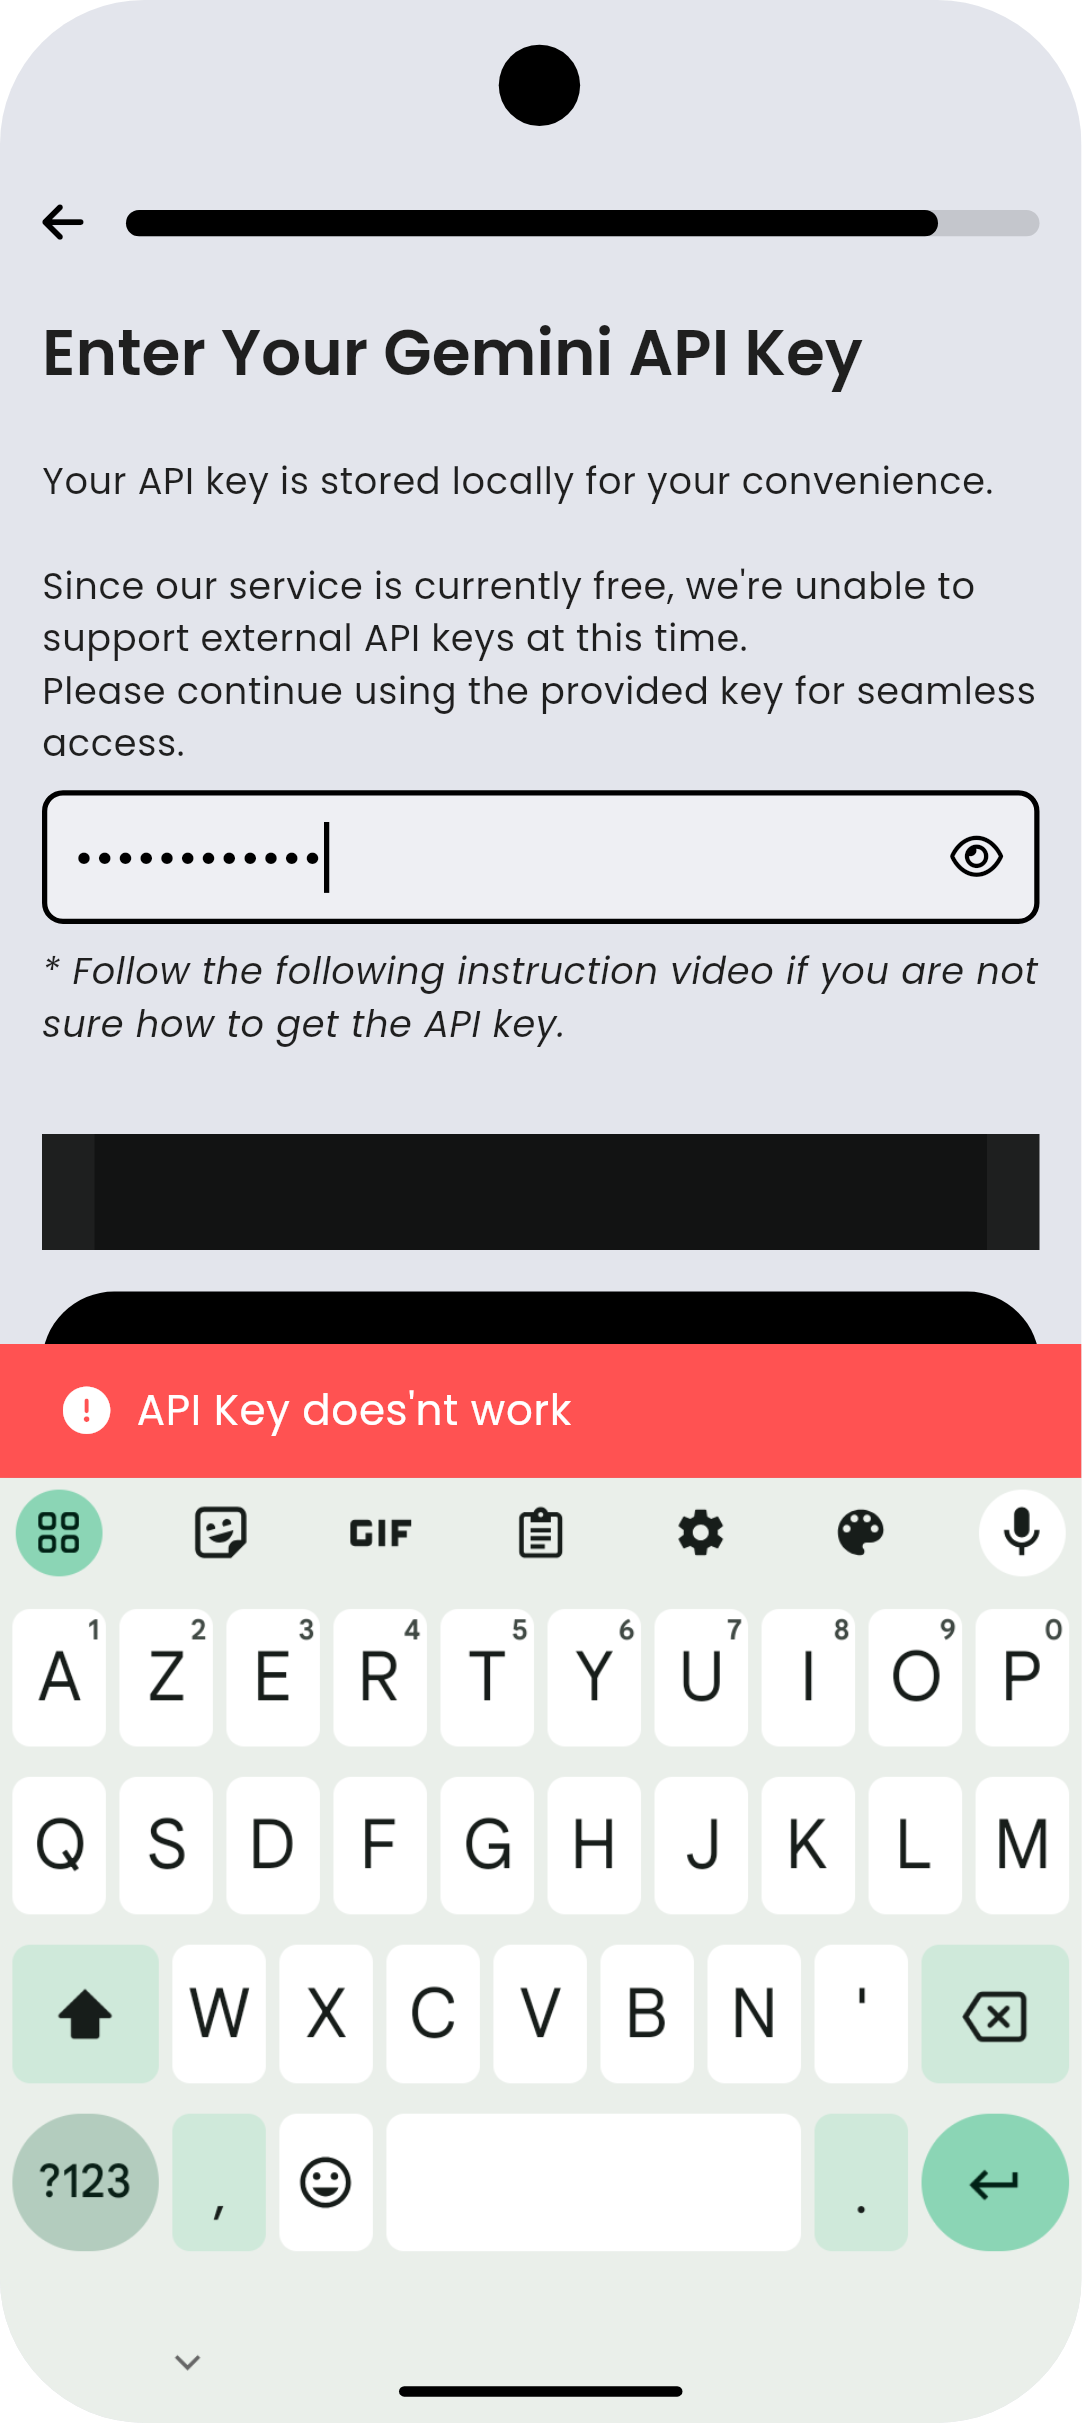 Enter Your Gemini API Key
Your API key is stored locally for your convenience.
Since our service is currently free, we're unable to
support external API keys at this time.
Please continue using the provided key for seamless
access.
••••••••••••
* Follow the following instruction video if you are not
sure how to get the API key.
API Key does'nt work
GIF
1 2 3 4 5 6 7 8 9 0
A Z E R T Y U I O P
Q S D F G H J K L M
W X C V B N '
?123 , .